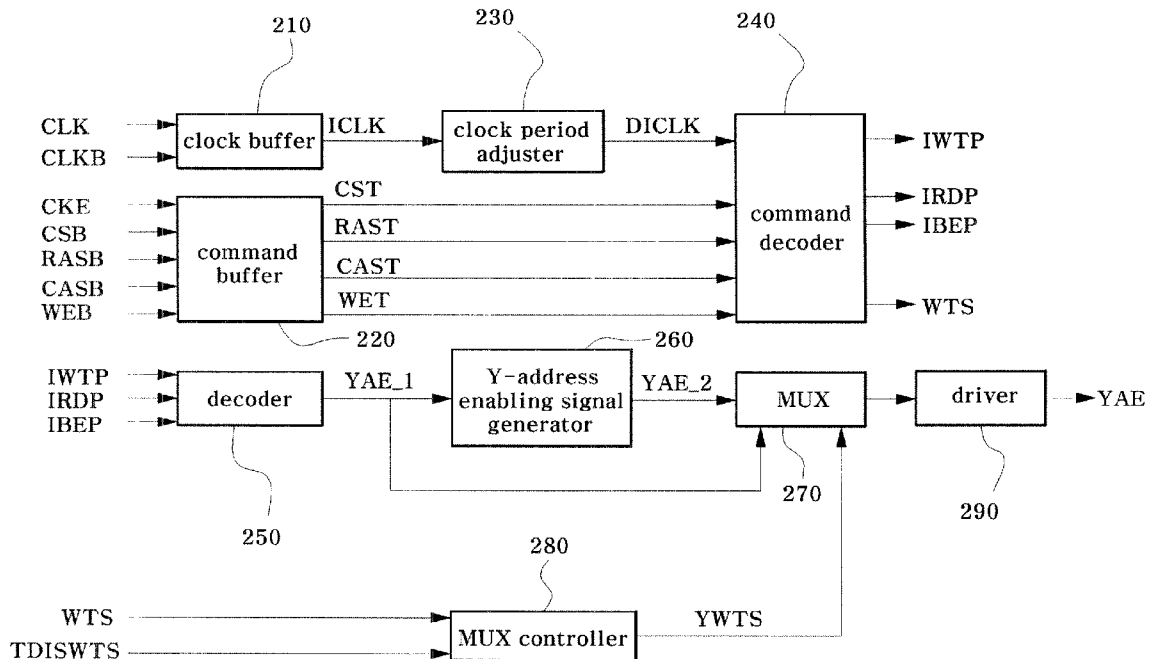 210
230
240
CLK
CLKB
clock buffer
ICLK
clock period
adjuster
DICLK
IWTP
IRDP
IBEP
WTS
CKE
CSB
RASB
CASB
WEB
command
buffer
CST
RAST
CAST
WET
command
decoder
220
260
IWTP
IRDP
IBEP
decoder
YAE_1
Y-address
enabling signal
generator
YAE_2
MUX
driver
YAE
250
270
290
280
WTS
TDISWTS
MUX controller
YWTS